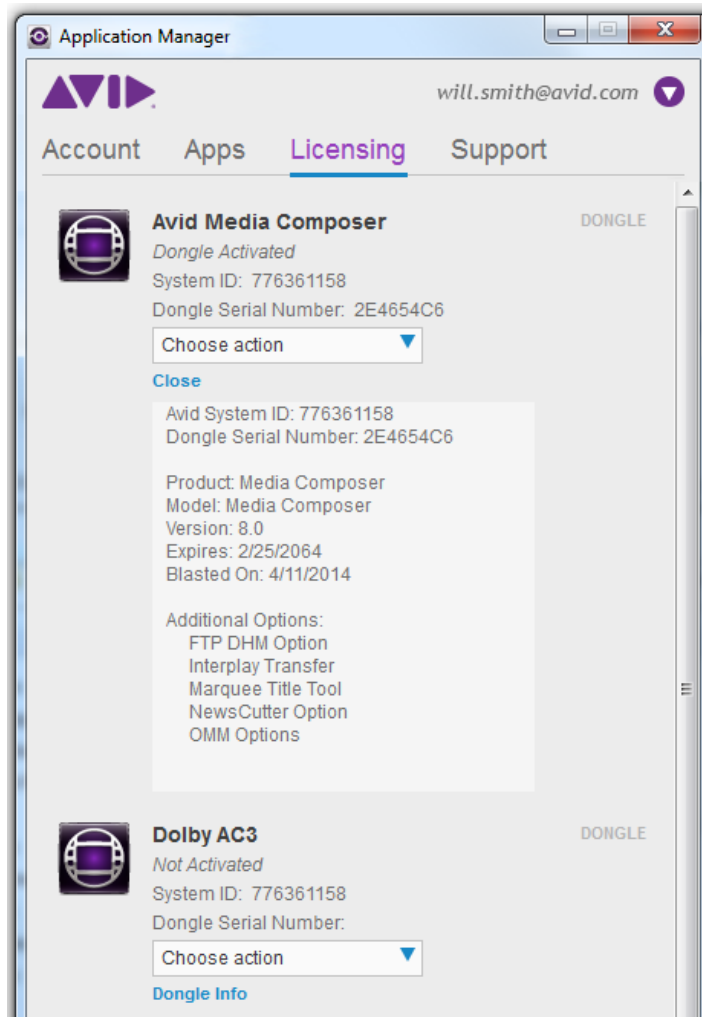 Application Manager
AVID
will.smith@avid.com
Account Apps Licensing Support
Avid Media Composer DONGLE
Dongle Activated
System ID: 776361158
Dongle Serial Number: 2E4654C6
Choose action
Close
Avid System ID: 776361158
Dongle Serial Number: 2E4654C6
Product: Media Composer
Model: Media Composer
Version: 8.0
Expires: 2/25/2064
Blasted On: 4/11/2014
Additional Options:
FTP DHM Option
Interplay Transfer
Marquee Title Tool
NewsCutter Option
OMM Options
Dolby AC3 DONGLE
Not Activated
System ID: 776361158
Dongle Serial Number:
Choose action
Dongle Info